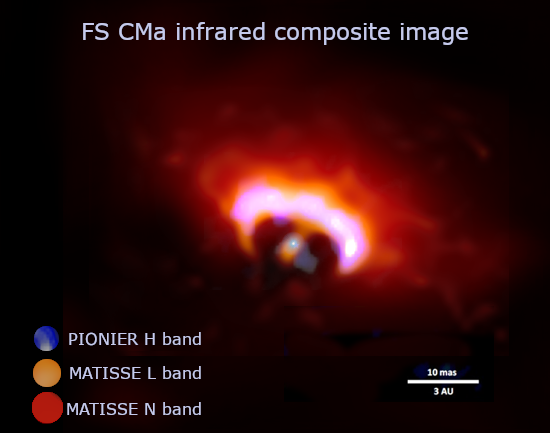 FS CMa infrared composite image
PIONIER H band
MATISSE L band
MATISSE N band
10 mas
3 AU